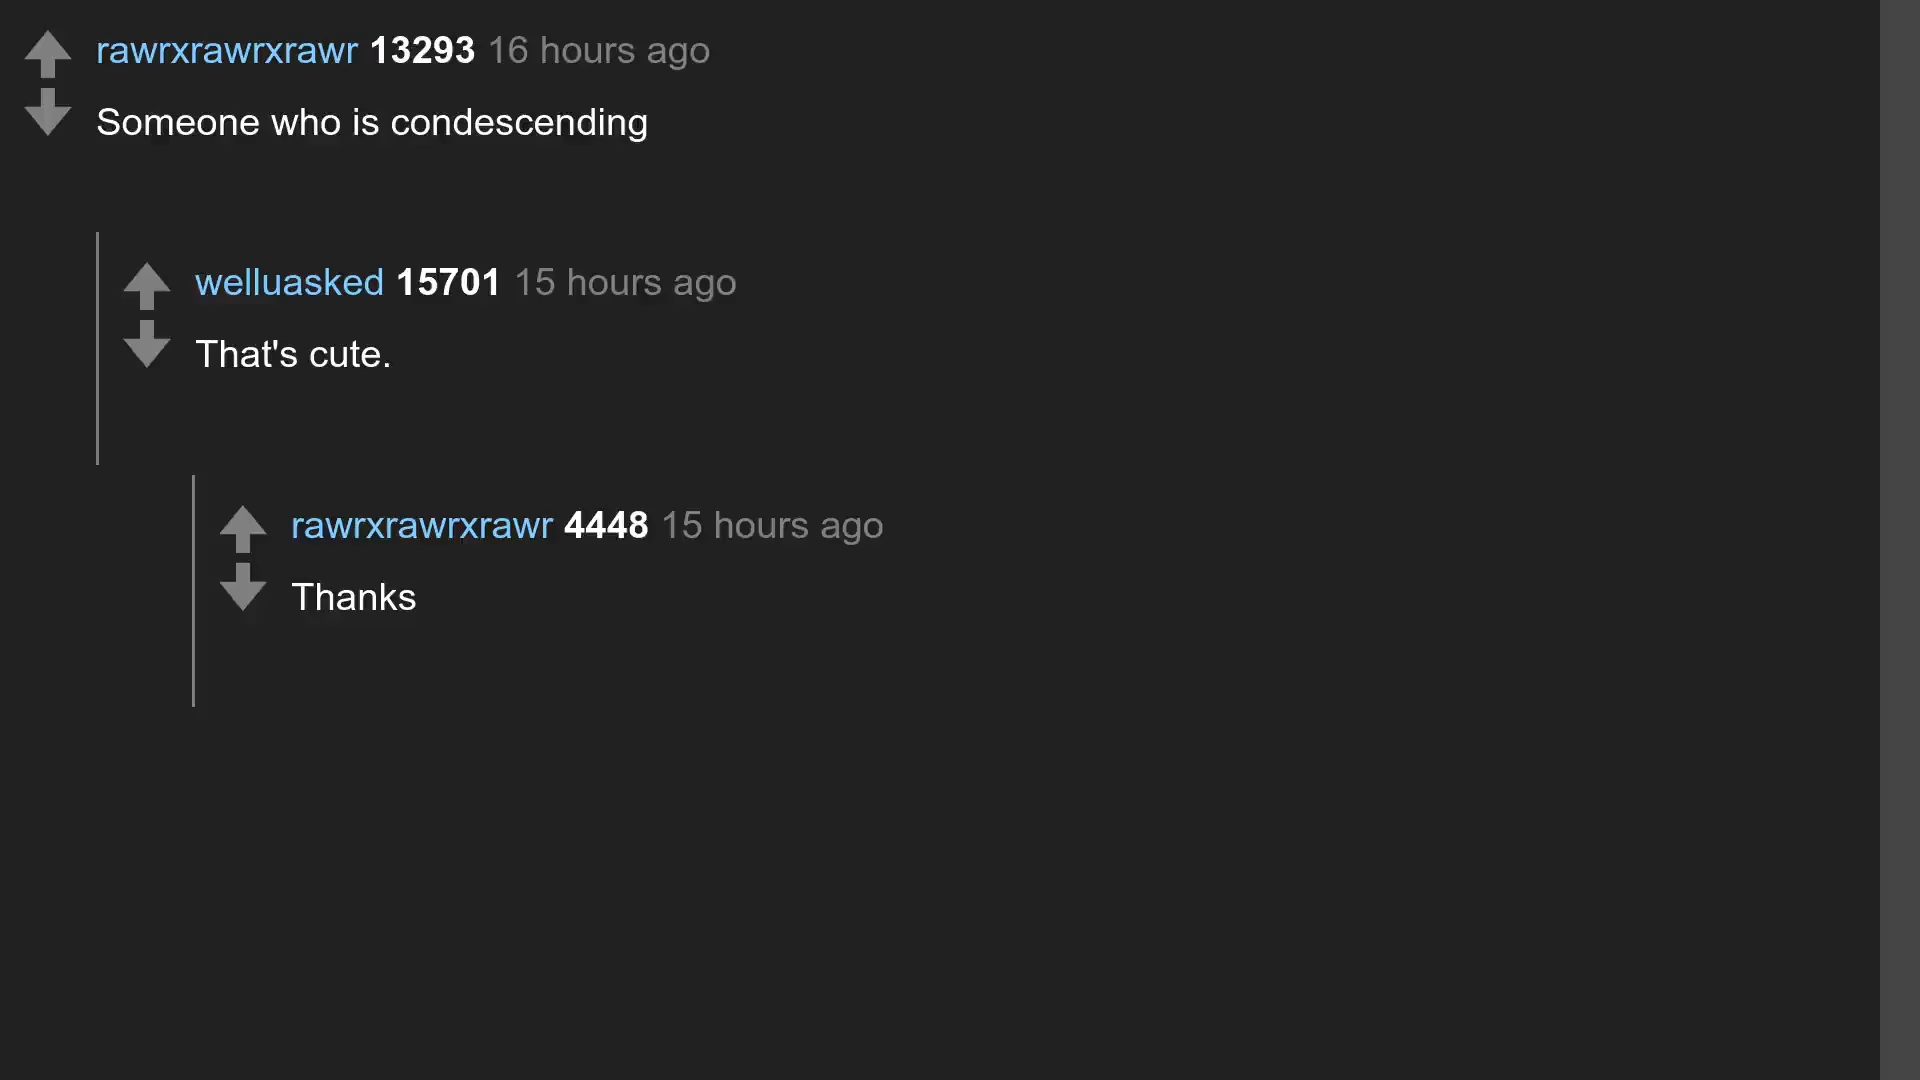 rawrxrawrxrawr 13293 16 hours ago
Someone who is condescending
welluasked 15701 15 hours ago
That's cute.
rawrxrawrxrawr 4448 15 hours ago
Thanks